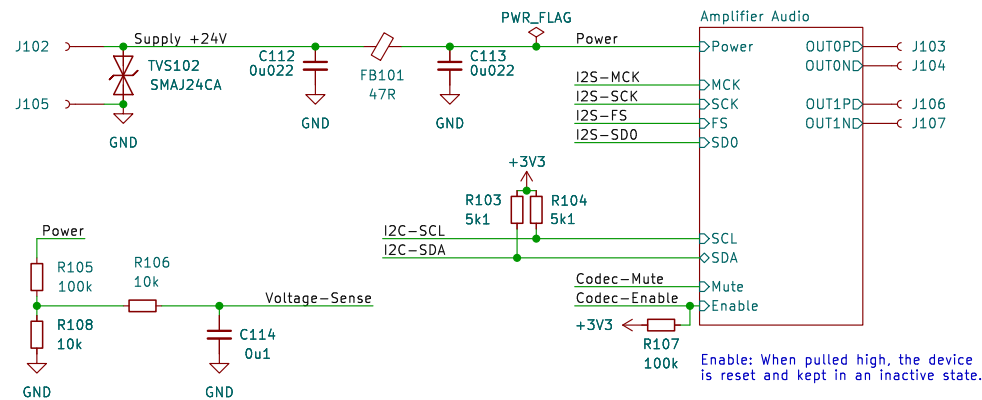 PWR_FLAG
Amplifier Audio
J102
Supply +24V
Power
Power
OUT0P
J103
TVS102
SMAJ24CA
C112
0u022
FB101
47R
C113
0u022
OUT0N
J104
I2S-MCK
MCK
J105
I2S-SCK
SCK
OUT1P
J106
I2S-FS
FS
OUT1N
J107
GND
GND
GND
I2S-SD0
SD0
+3V3
R103
5k1
R104
5k1
I2C-SCL
SCL
I2C-SDA
SDA
Power
R105
100k
R106
10k
Codec-Mute
Mute
Voltage-Sense
Codec-Enable
Enable
R108
10k
C114
0u1
+3V3
R107
100k
GND
GND
Enable: When pulled high, the device
is reset and kept in an inactive state.